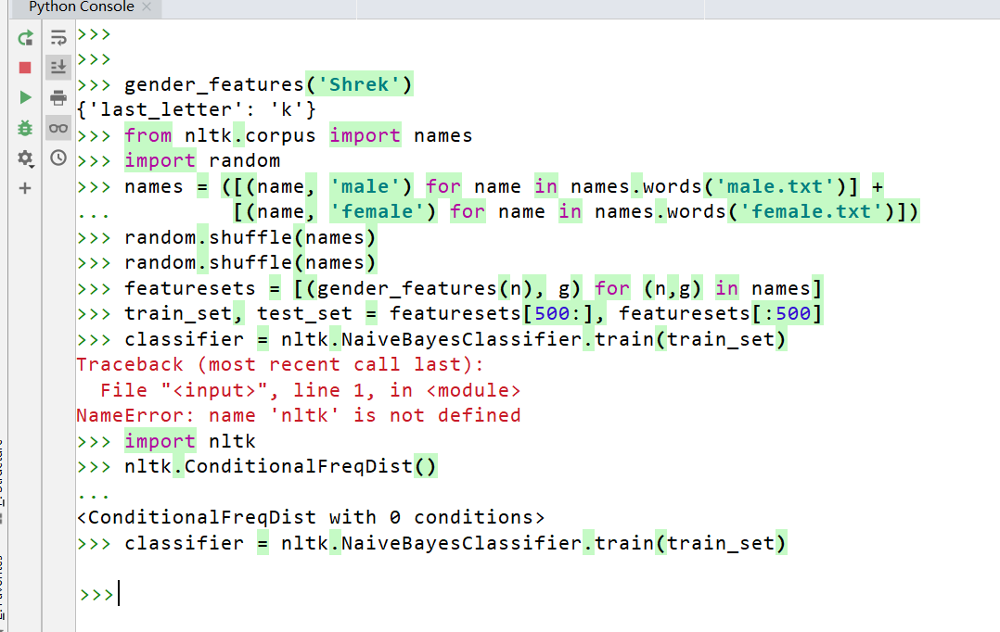 Python Console
>>>
>>>
>>> gender_features('Shrek')
{'last_letter': 'k'}
>>> from nltk.corpus import names
>>> import random
>>> names = ([(name, 'male') for name in names.words('male.txt')] +
...          [(name, 'female') for name in names.words('female.txt')])
>>> random.shuffle(names)
>>> random.shuffle(names)
>>> featuresets = [(gender_features(n), g) for (n,g) in names]
>>> train_set, test_set = featuresets[500:], featuresets[:500]
>>> classifier = nltk.NaiveBayesClassifier.train(train_set)
Traceback (most recent call last):
  File "<input>", line 1, in <module>
NameError: name 'nltk' is not defined
>>> import nltk
>>> nltk.ConditionalFreqDist()
...
<ConditionalFreqDist with 0 conditions>
>>> classifier = nltk.NaiveBayesClassifier.train(train_set)
>>>